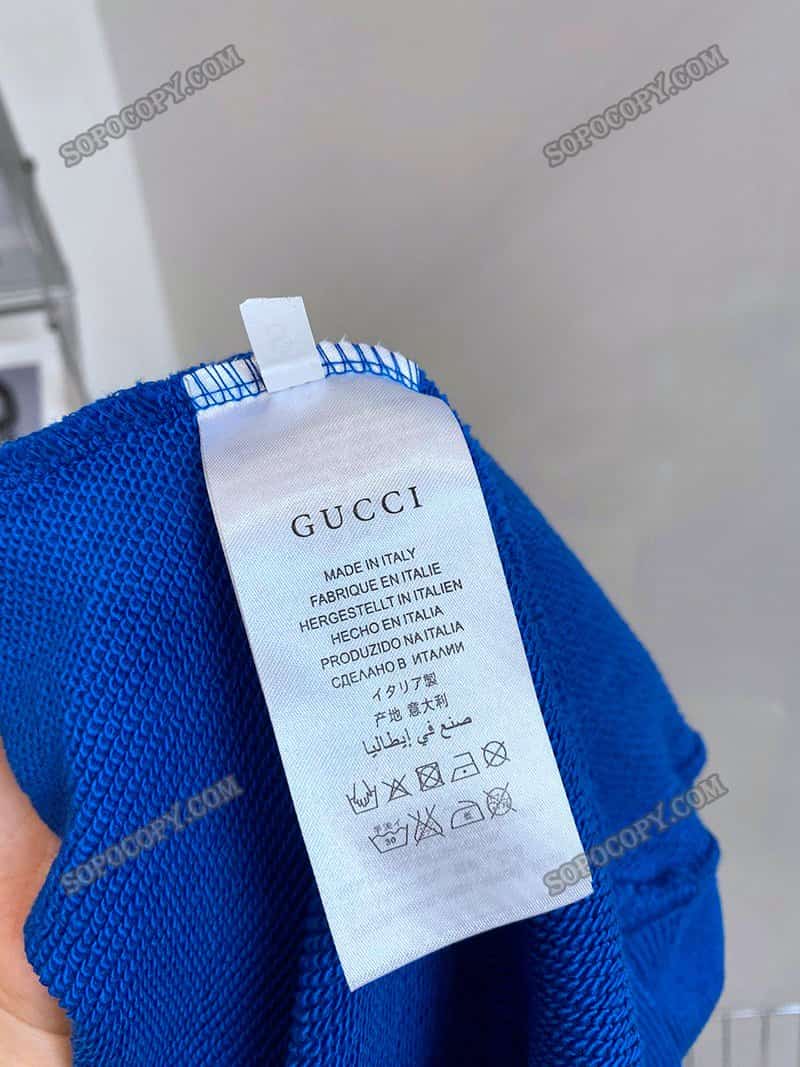 SOPOCOPY.COM
SOPOCOPY.COM
GUCCI
MADE IN ITALY
FABRIQUE EN ITALIE
HERGESTELLT IN ITALIEN
HECHO EN ITALIA
PRODUZIDO NA ITALIA
СДЕЛАНО В ИТАЛИИ
イタリア製
产地 意大利
صنع في إيطاليا
30
SOPOCOPY.COM
SOPOCOPY.COM